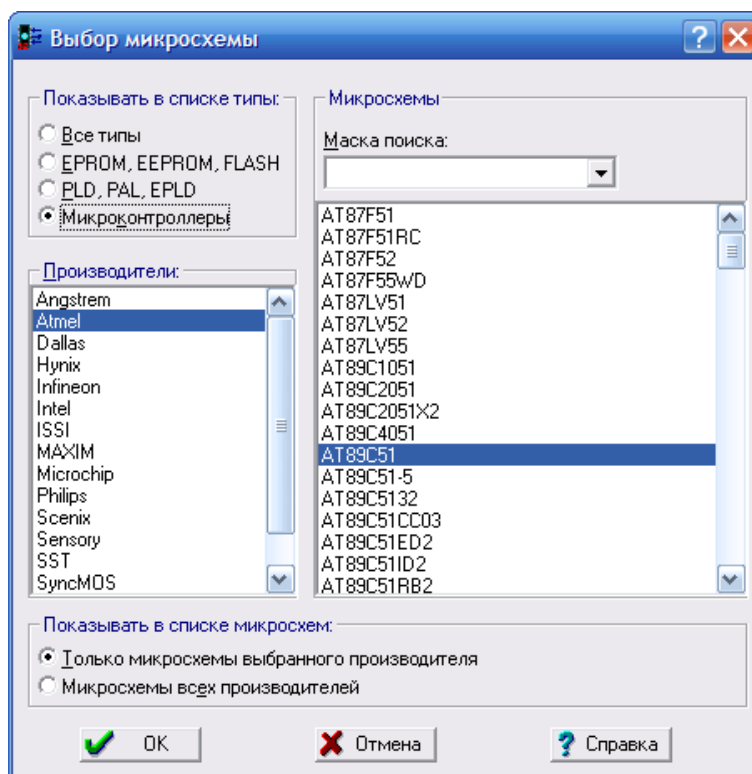 Выбор микросхемы
Показывать в списке типы:
Все типы
EPROM, EEPROM, FLASH
PLD, PAL, EPLD
Микроконтроллеры
Производители:
Angstrem
Atmel
Dallas
Hynix
Infineon
Intel
ISSI
MAXIM
Microchip
Philips
Scenix
Sensory
SST
SyncMOS
Микросхемы
Маска поиска:
AT87F51
AT87F51RC
AT87F52
AT87F55WD
AT87LV51
AT87LV52
AT87LV55
AT89C1051
AT89C2051
AT89C2051X2
AT89C4051
AT89C51
AT89C51-5
AT89C5132
AT89C51CC03
AT89C51ED2
AT89C51ID2
AT89C51RB2
Показывать в списке микросхем:
Только микросхемы выбранного производителя
Микросхемы всех производителей
OK
Отмена
Справка